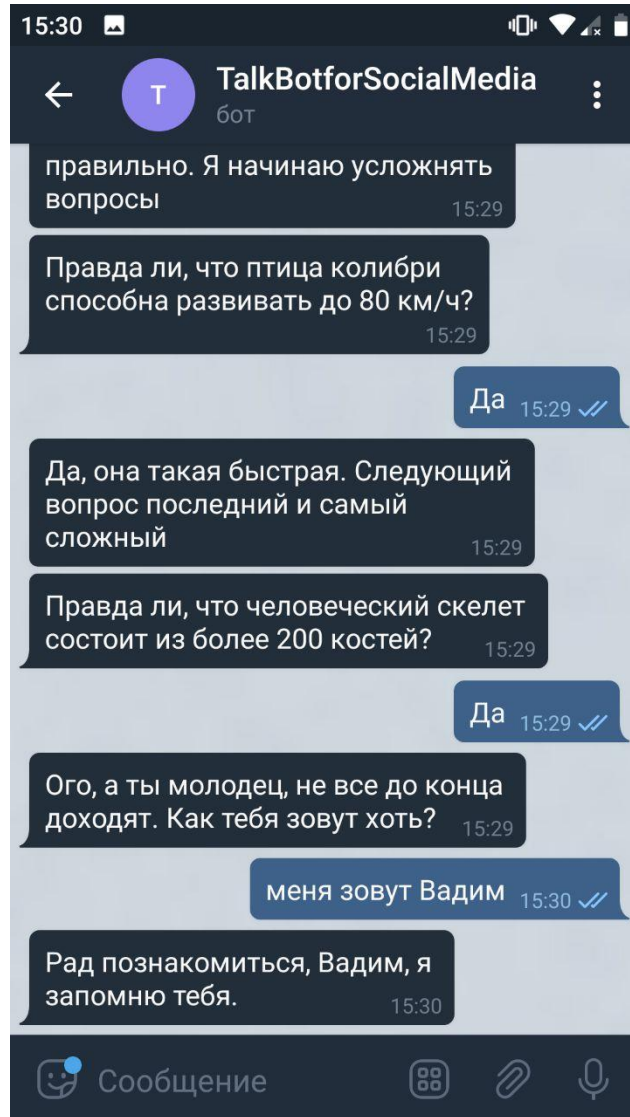 15:30
T
TalkBotforSocialMedia
бот
правильно. Я начинаю усложнять
вопросы
15:29
Правда ли, что птица колибри
способна развивать до 80 км/ч?
15:29
Да 15:29
Да, она такая быстрая. Следующий
вопрос последний и самый
сложный 15:29
Правда ли, что человеческий скелет
состоит из более 200 костей? 15:29
Да 15:29
Ого, а ты молодец, не все до конца
доходят. Как тебя зовут хоть? 15:29
меня зовут Вадим 15:30
Рад познакомиться, Вадим, я
запомню тебя. 15:30
Сообщение